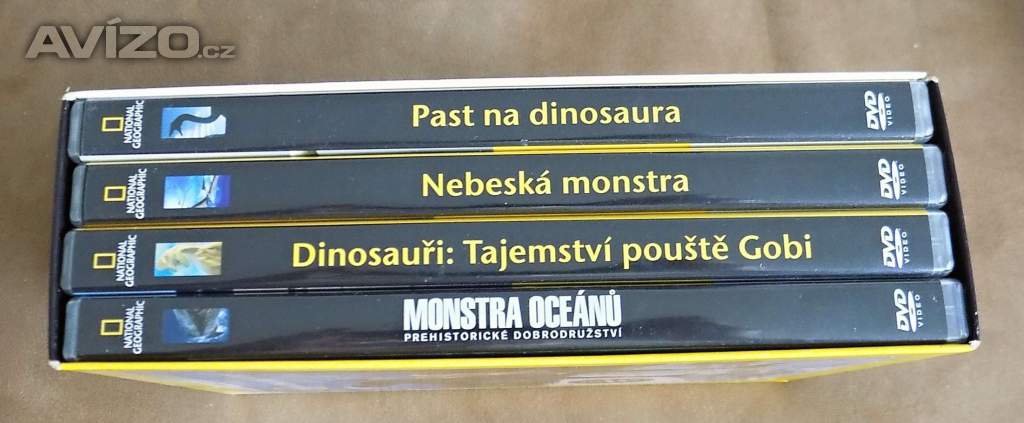 AVÍZO.cz
NATIONAL
GEOGRAPHIC
Past na dinosaura
DVD
VIDEO
NATIONAL
GEOGRAPHIC
Nebeská monstra
DVD
VIDEO
NATIONAL
GEOGRAPHIC
Dinosauři: Tajemství pouště Gobi
DVD
VIDEO
NATIONAL
GEOGRAPHIC
MONSTRA OCEÁNŮ
PREHISTORICKÉ DOBRODRUŽSTVÍ
DVD
VIDEO